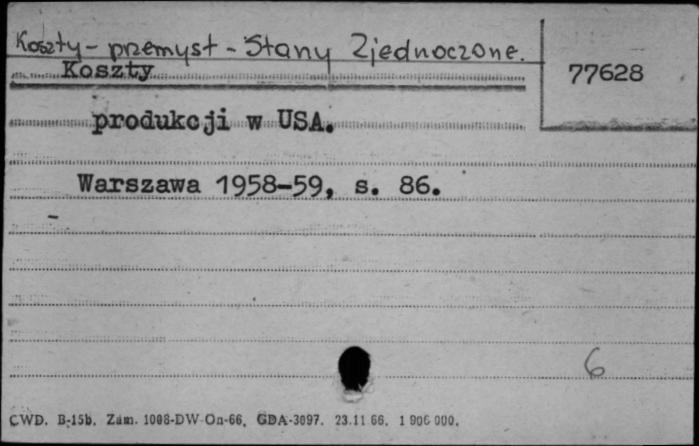 Koszty - przemysł - Stany Zjednoczone.
77628
Koszty
produkcji w USA.
Warszawa 1958-59, s. 86.
6
CWD. B-15b. Zam. 1008-DW-On-66. GDA-3097. 23.11 66. 1 906 000.